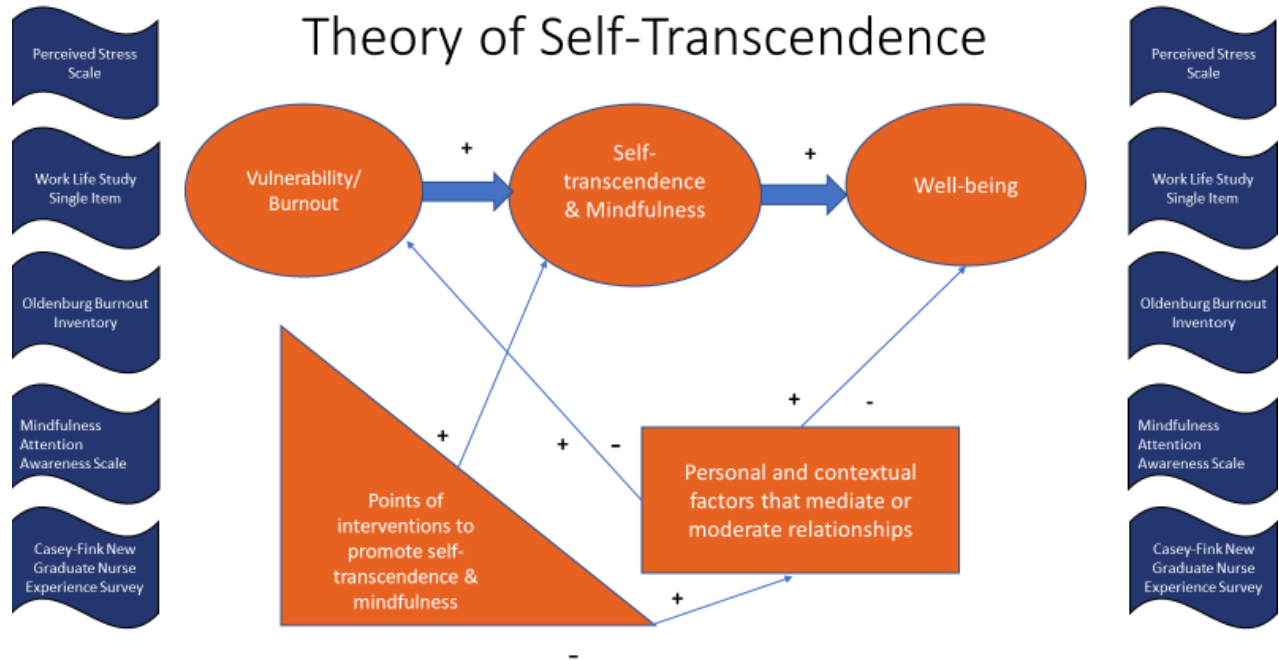 Theory of Self-Transcendence
Perceived Stress
Scale
Work Life Study
Single Item
Oldenburg Burnout
Inventory
Mindfulness
Attention
Awareness Scale
Casey-Fink New
Graduate Nurse
Experience Survey
Vulnerability/
Burnout
+
Self-
transcendence
& Mindfulness
+
Well-being
Points of
interventions to
promote self-
transcendence &
mindfulness
+
+ -
Personal and contextual
factors that mediate or
moderate relationships
+ -
+
-
Perceived Stress
Scale
Work Life Study
Single Item
Oldenburg Burnout
Inventory
Mindfulness
Attention
Awareness Scale
Casey-Fink New
Graduate Nurse
Experience Survey